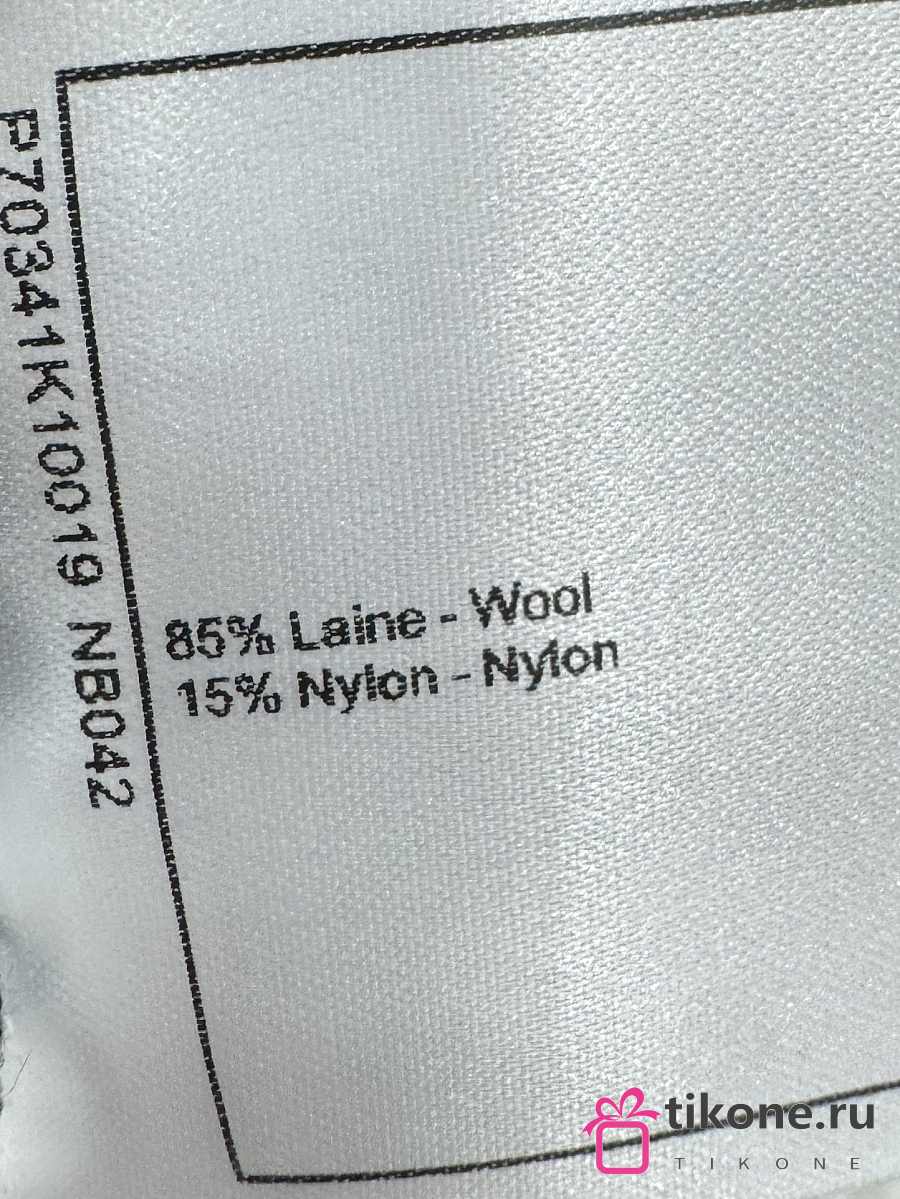 P70341K10019 NB042
85% Laine - Wool
15% Nylon - Nylon
tikone.ru
TIKONE